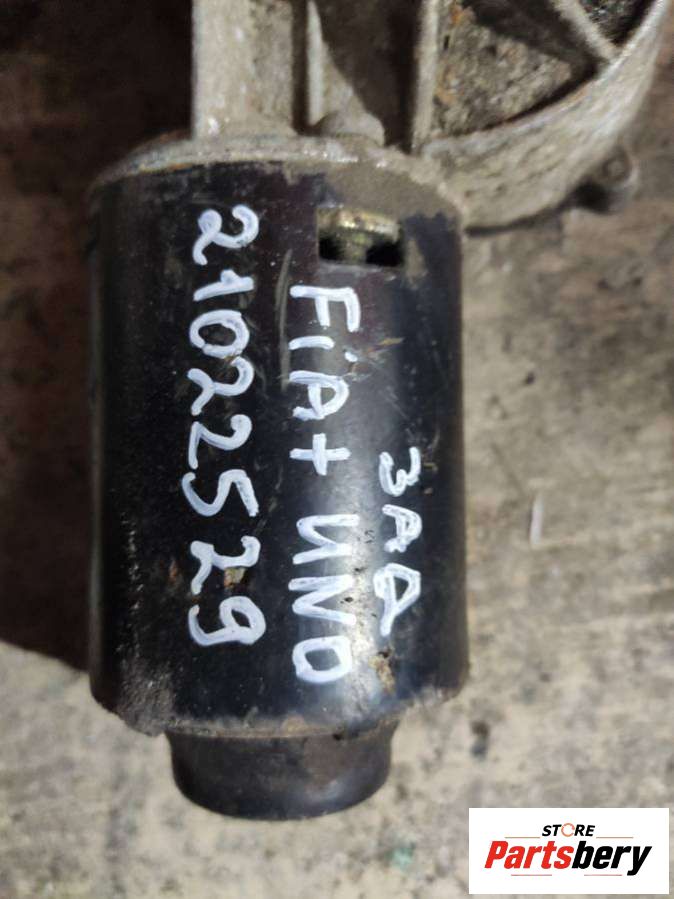 ЗАД
FiAt UNO
21022529
STORE
Partsbery